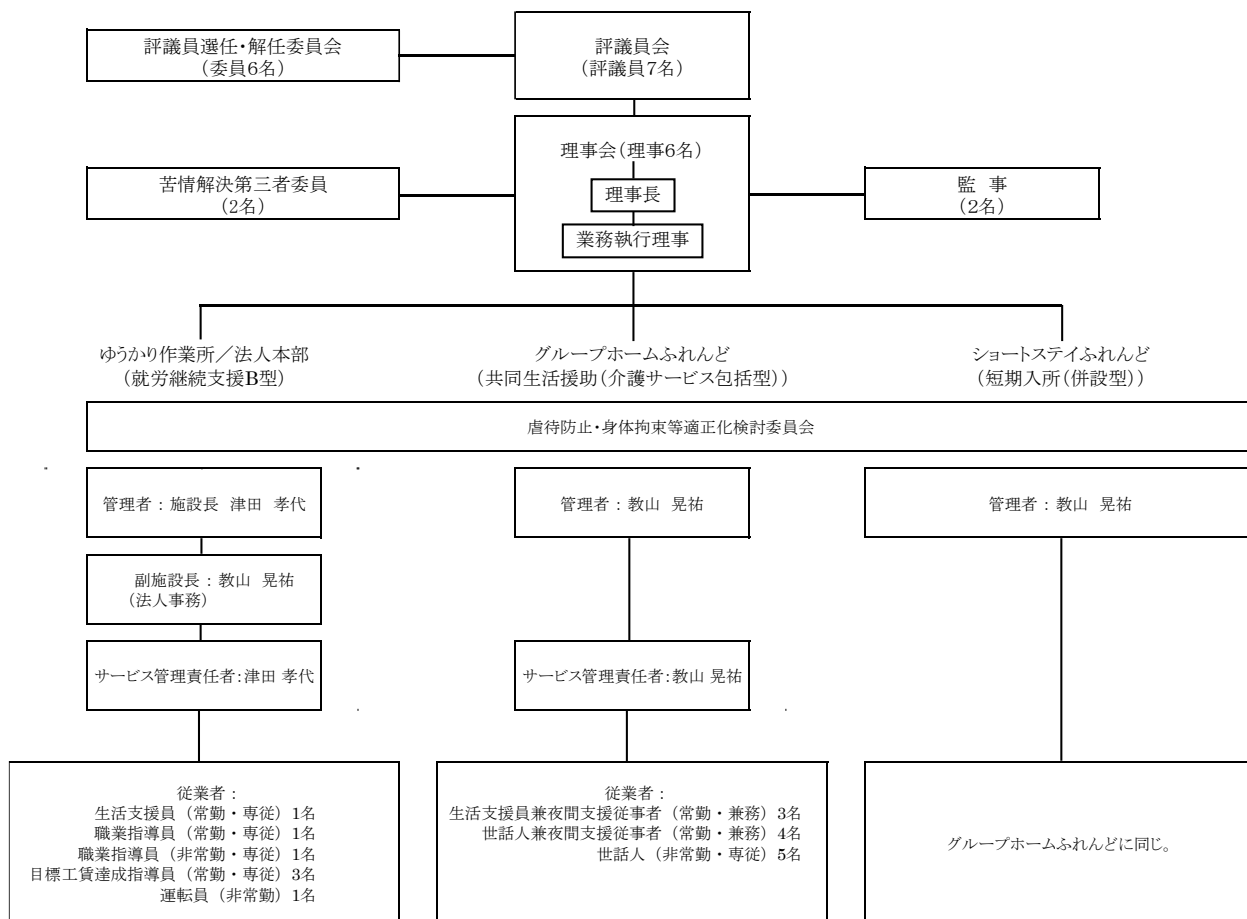 評議員選任・解任委員会
(委員6名)
評議員会
(評議員7名)
理事会(理事6名)
理事長
業務執行理事
苦情解決第三者委員
(2名)
監　事
(2名)
ゆうかり作業所／法人本部
(就労継続支援B型)
グループホームふれんど
(共同生活援助(介護サービス包括型))
ショートステイふれんど
(短期入所(併設型))
虐待防止・身体拘束等適正化検討委員会
管理者：施設長　津田　孝代
副施設長：教山　晃祐
(法人事務)
サービス管理責任者:津田 孝代
従業者：
生活支援員（常勤・専従）1名
職業指導員（常勤・専従）1名
職業指導員（非常勤・専従）1名
目標工賃達成指導員（常勤・専従）3名
運転員（非常勤）1名
管理者：教山　晃祐
サービス管理責任者:教山 晃祐
従業者：
生活支援員兼夜間支援従事者（常勤・兼務）3名
世話人兼夜間支援従事者（常勤・兼務）4名
世話人（非常勤・専従）5名
管理者：教山　晃祐
グループホームふれんどに同じ。